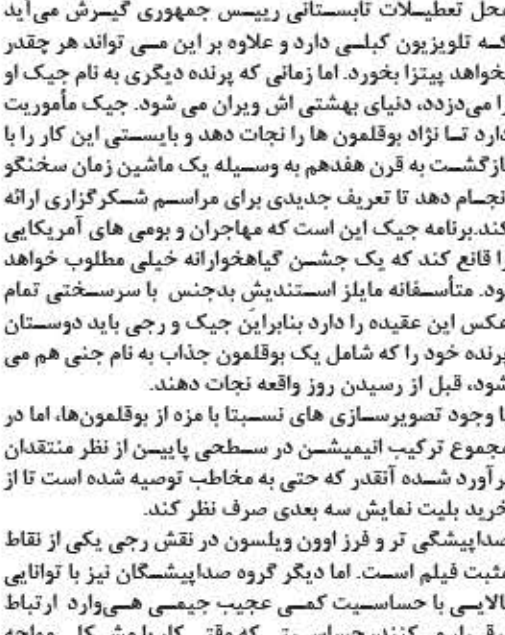 محل تعطیلات تابستانی رییس جمهوری گیرش می آید
که تلویزیون کبلی دارد و علاوه بر این می تواند هر چقدر
بخواهد پیتزا بخورد. اما زمانی که پرنده دیگری به نام جیک او
را می‌دزدد، دنیای بهشتی اش ویران می شود. جیک مأموریت
دارد تا نژاد بوقلمون ها را نجات دهد و بایستی این کار را با
بازگشت به قرن هفدهم به وسیله یک ماشین زمان سخنگو
انجام دهد تا تعریف جدیدی برای مراسم شکرگزاری ارائه
کند.برنامه جیک این است که مهاجران و بومی های آمریکایی
را قانع کند که یک جشن گیاهخوارانه خیلی مطلوب خواهد
بود. متأسفانه مایلز استندیش بدجنس با سرسختی تمام
عکس این عقیده را دارد بنابراین جیک و رجی باید دوستان
پرنده خود را که شامل یک بوقلمون جذاب به نام جنی هم می
شود، قبل از رسیدن روز واقعه نجات دهند.
با وجود تصویرسازی های نسبتا با مزه از بوقلمون‌ها، اما در
مجموع ترکیب انیمیشن در سطحی پایین از نظر منتقدان
برآورد شده آنقدر که حتی به مخاطب توصیه شده است تا از
خرید بلیت نمایش سه بعدی صرف نظر کند.
صداپیشگی تر و فرز اوون ویلسون در نقش رجی یکی از نقاط
مثبت فیلم است. اما دیگر گروه صداپیشگان نیز با توانایی
بالایی با حساسیت کمی عجیب جیمی هی‌وارد ارتباط